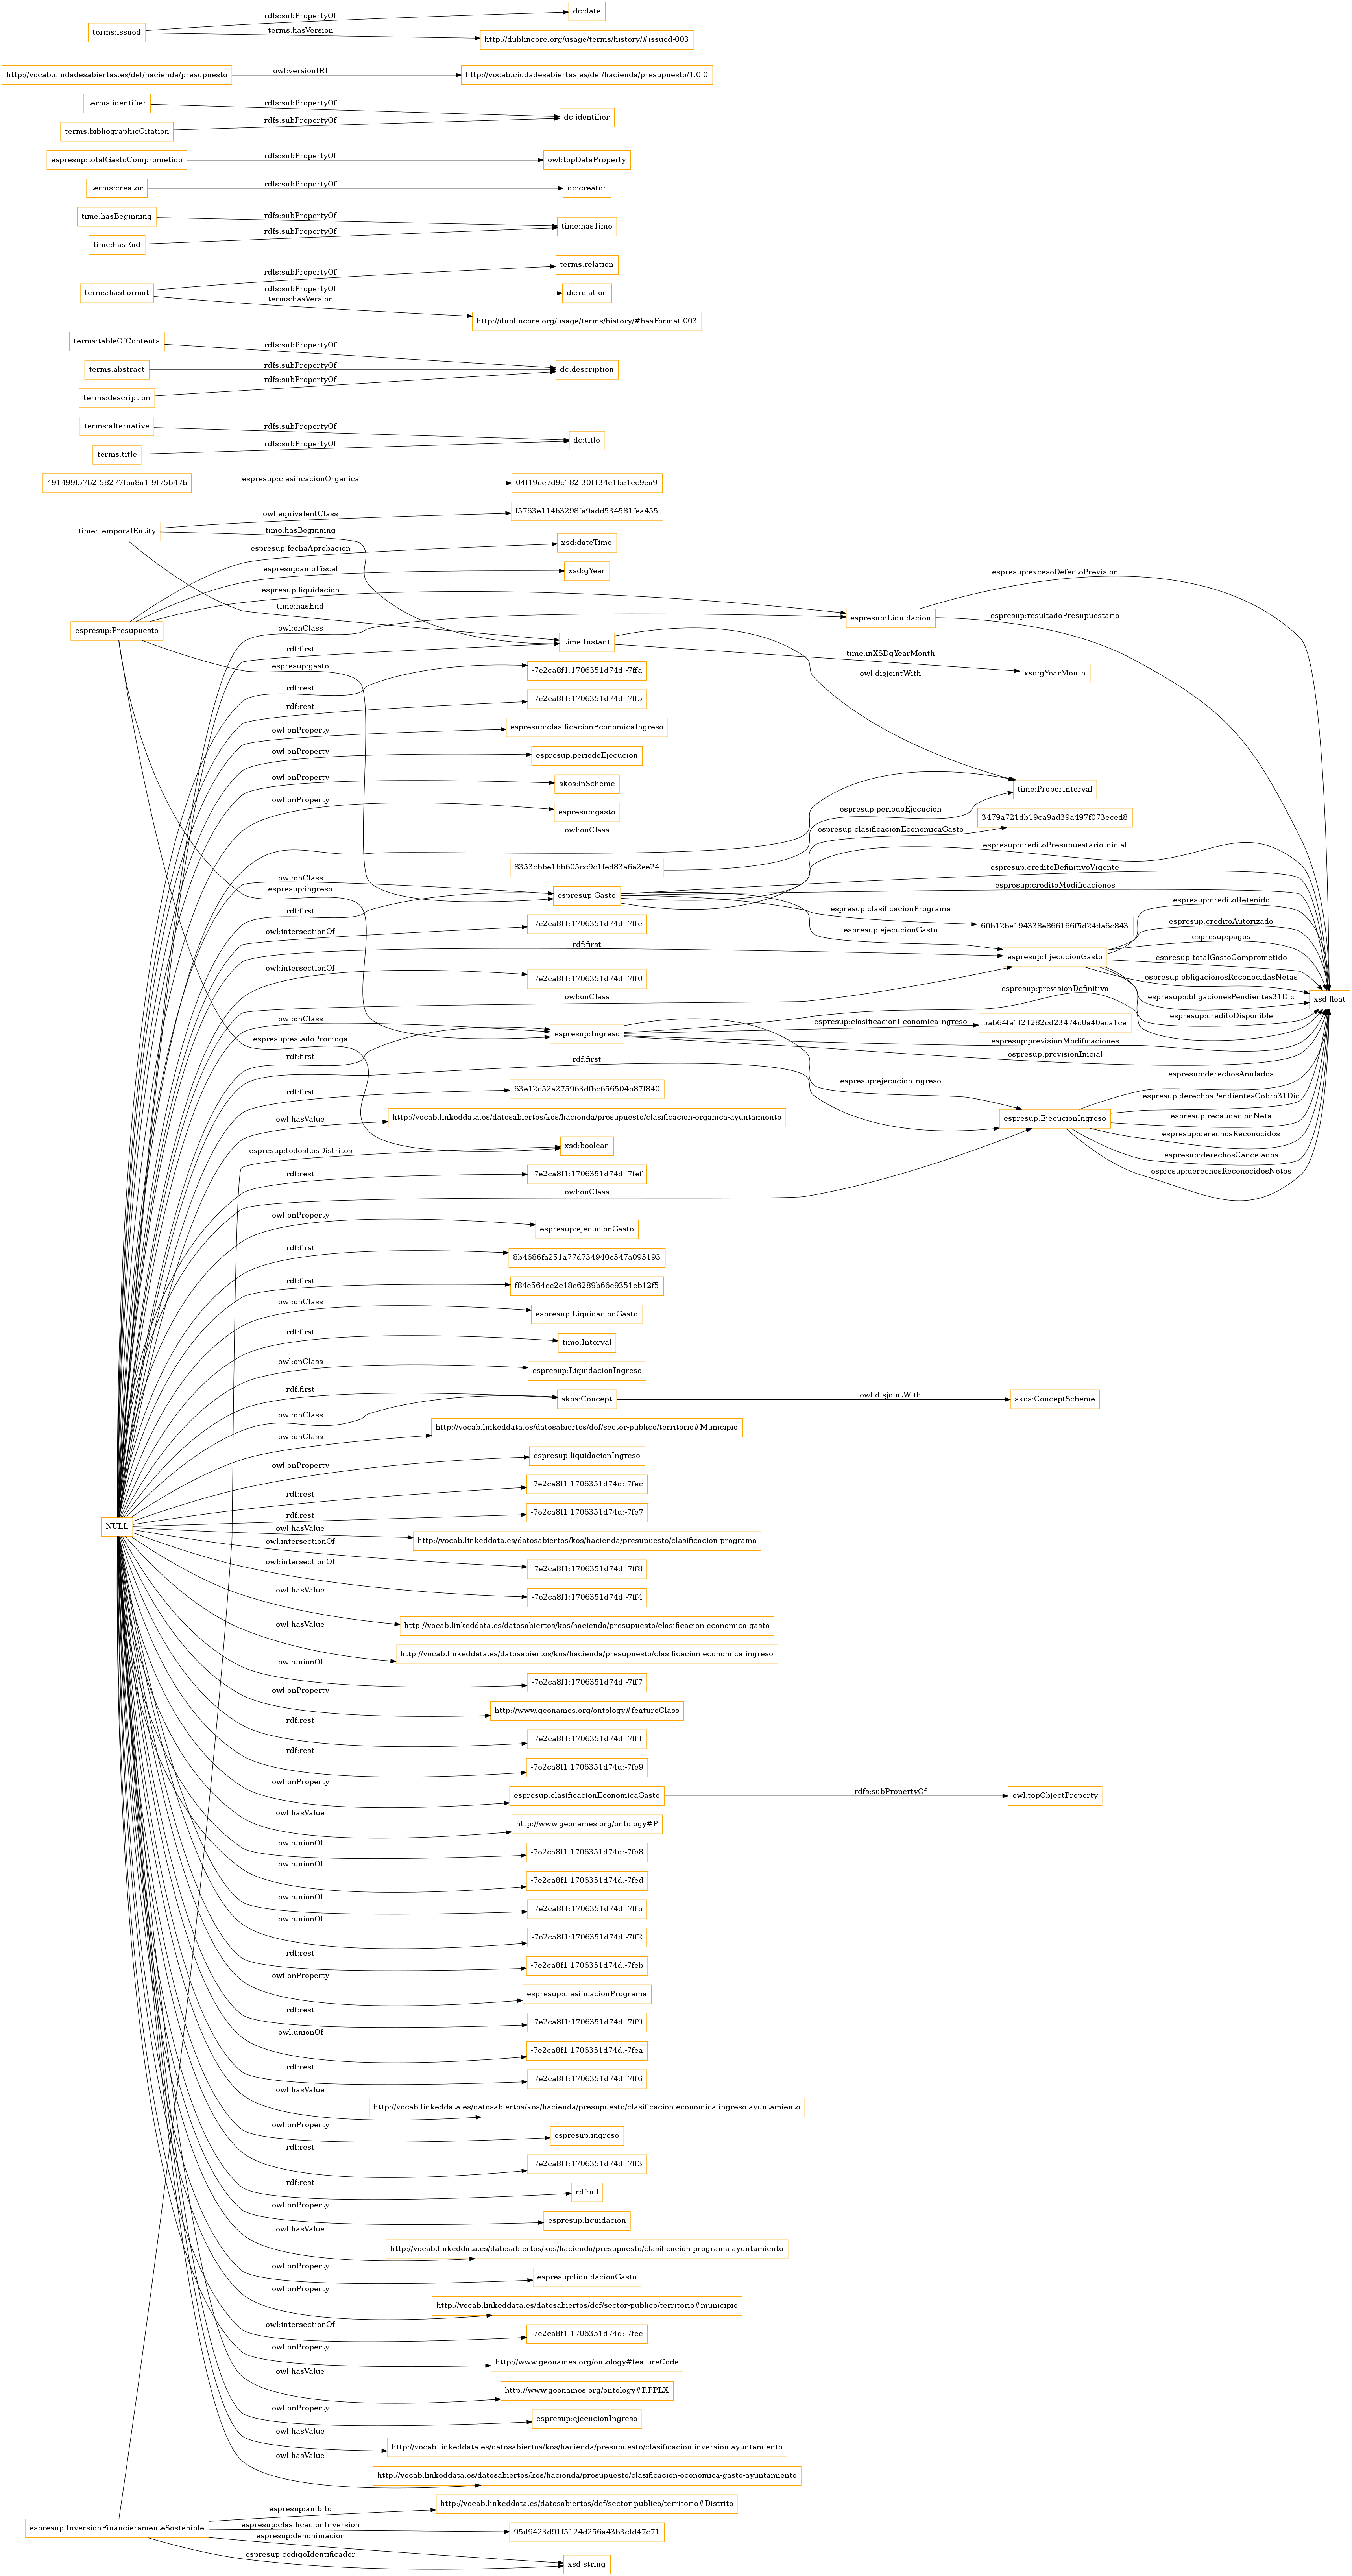 rdfs:subPropertyOf
dc:date
terms:issued
terms:hasVersion
http://dublincore.org/usage/terms/history/#issued-003
http://vocab.ciudadesabiertas.es/def/hacienda/presupuesto
owl:versionIRI
http://vocab.ciudadesabiertas.es/def/hacienda/presupuesto/1.0.0
terms:identifier
rdfs:subPropertyOf
dc:identifier
terms:bibliographicCitation
rdfs:subPropertyOf
espresup:totalGastoComprometido
rdfs:subPropertyOf
owl:topDataProperty
terms:creator
rdfs:subPropertyOf
dc:creator
time:hasBeginning
rdfs:subPropertyOf
time:hasTime
time:hasEnd
rdfs:subPropertyOf
terms:hasFormat
rdfs:subPropertyOf
terms:relation
rdfs:subPropertyOf
dc:relation
terms:hasVersion
http://dublincore.org/usage/terms/history/#hasFormat-003
terms:tableOfContents
rdfs:subPropertyOf
terms:abstract
rdfs:subPropertyOf
dc:description
terms:description
rdfs:subPropertyOf
terms:alternative
rdfs:subPropertyOf
dc:title
terms:title
rdfs:subPropertyOf
491499f57b2f58277fba8a1f9f75b47b
espresup:clasificacionOrganica
04f19cc7d9c182f30f134e1be1cc9ea9
time:TemporalEntity
owl:equivalentClass
f5763e114b3298fa9add534581fea455
time:hasBeginning
espresup:fechaAprobacion
xsd:dateTime
espresup:anioFiscal
xsd:gYear
espresup:excesoDefectoPrevision
espresup:liquidacion
time:hasEnd
espresup:Liquidacion
espresup:resultadoPresupuestario
espresup:Presupuesto
owl:onClass
time:Instant
rdf:first
time:inXSDgYearMonth
espresup:gasto
xsd:gYearMonth
owl:disjointWith
rdf:rest
-7e2ca8f1:1706351d74d:-7ffa
rdf:rest
-7e2ca8f1:1706351d74d:-7ff5
owl:onProperty
espresup:clasificacionEconomicaIngreso
owl:onProperty
espresup:periodoEjecucion
owl:onProperty
skos:inScheme
time:ProperInterval
owl:onProperty
espresup:gasto
espresup:periodoEjecucion
3479a721db19ca9ad39a497f073eced8
owl:onClass
espresup:clasificacionEconomicaGasto
espresup:creditoPresupuestarioInicial
8353cbbe1bb605cc9c1fed83a6a2ee24
espresup:creditoDefinitivoVigente
owl:onClass
espresup:ingreso
espresup:Gasto
espresup:creditoModificaciones
espresup:creditoRetenido
rdf:first
espresup:clasificacionPrograma
60b12be194338e866166f5d24da6c843
espresup:creditoAutorizado
owl:intersectionOf
-7e2ca8f1:1706351d74d:-7ffc
espresup:ejecucionGasto
espresup:pagos
rdf:first
espresup:EjecucionGasto
espresup:totalGastoComprometido
owl:intersectionOf
-7e2ca8f1:1706351d74d:-7ff0
espresup:obligacionesReconocidasNetas
owl:onClass
espresup:previsionDefinitiva
espresup:obligacionesPendientes31Dic
xsd:float
owl:onClass
espresup:creditoDisponible
espresup:Ingreso
espresup:clasificacionEconomicaIngreso
5ab64fa1f21282cd23474c0a40aca1ce
espresup:estadoProrroga
espresup:previsionModificaciones
rdf:first
rdf:first
espresup:previsionInicial
espresup:ejecucionIngreso
espresup:derechosAnulados
rdf:first
63e12c52a275963dfbc656504b87f840
espresup:derechosPendientesCobro31Dic
owl:hasValue
http://vocab.linkeddata.es/datosabiertos/kos/hacienda/presupuesto/clasificacion-organica-ayuntamiento
espresup:EjecucionIngreso
espresup:recaudacionNeta
espresup:todosLosDistritos
xsd:boolean
espresup:derechosReconocidos
rdf:rest
-7e2ca8f1:1706351d74d:-7fef
espresup:derechosCancelados
owl:onClass
espresup:derechosReconocidosNetos
owl:onProperty
espresup:ejecucionGasto
rdf:first
8b4686fa251a77d734940c547a095193
rdf:first
f84e564ee2c18e6289b66e9351eb12f5
owl:onClass
espresup:LiquidacionGasto
rdf:first
time:Interval
owl:onClass
espresup:LiquidacionIngreso
rdf:first
skos:Concept
owl:disjointWith
skos:ConceptScheme
owl:onClass
owl:onClass
http://vocab.linkeddata.es/datosabiertos/def/sector-publico/territorio#Municipio
owl:onProperty
espresup:liquidacionIngreso
rdf:rest
-7e2ca8f1:1706351d74d:-7fec
NULL
rdf:rest
-7e2ca8f1:1706351d74d:-7fe7
owl:hasValue
http://vocab.linkeddata.es/datosabiertos/kos/hacienda/presupuesto/clasificacion-programa
owl:intersectionOf
-7e2ca8f1:1706351d74d:-7ff8
owl:intersectionOf
-7e2ca8f1:1706351d74d:-7ff4
owl:hasValue
http://vocab.linkeddata.es/datosabiertos/kos/hacienda/presupuesto/clasificacion-economica-gasto
owl:hasValue
http://vocab.linkeddata.es/datosabiertos/kos/hacienda/presupuesto/clasificacion-economica-ingreso
owl:unionOf
-7e2ca8f1:1706351d74d:-7ff7
owl:onProperty
http://www.geonames.org/ontology#featureClass
rdf:rest
-7e2ca8f1:1706351d74d:-7ff1
rdf:rest
-7e2ca8f1:1706351d74d:-7fe9
owl:onProperty
espresup:clasificacionEconomicaGasto
rdfs:subPropertyOf
owl:topObjectProperty
owl:hasValue
http://www.geonames.org/ontology#P
owl:unionOf
-7e2ca8f1:1706351d74d:-7fe8
owl:unionOf
-7e2ca8f1:1706351d74d:-7fed
owl:unionOf
-7e2ca8f1:1706351d74d:-7ffb
owl:unionOf
-7e2ca8f1:1706351d74d:-7ff2
rdf:rest
-7e2ca8f1:1706351d74d:-7feb
owl:onProperty
espresup:clasificacionPrograma
rdf:rest
-7e2ca8f1:1706351d74d:-7ff9
owl:unionOf
-7e2ca8f1:1706351d74d:-7fea
rdf:rest
-7e2ca8f1:1706351d74d:-7ff6
owl:hasValue
http://vocab.linkeddata.es/datosabiertos/kos/hacienda/presupuesto/clasificacion-economica-ingreso-ayuntamiento
owl:onProperty
espresup:ingreso
rdf:rest
-7e2ca8f1:1706351d74d:-7ff3
rdf:rest
rdf:nil
owl:onProperty
espresup:liquidacion
owl:hasValue
http://vocab.linkeddata.es/datosabiertos/kos/hacienda/presupuesto/clasificacion-programa-ayuntamiento
owl:onProperty
espresup:liquidacionGasto
owl:onProperty
http://vocab.linkeddata.es/datosabiertos/def/sector-publico/territorio#municipio
owl:intersectionOf
-7e2ca8f1:1706351d74d:-7fee
owl:onProperty
http://www.geonames.org/ontology#featureCode
owl:hasValue
http://www.geonames.org/ontology#P.PPLX
owl:onProperty
espresup:ejecucionIngreso
owl:hasValue
http://vocab.linkeddata.es/datosabiertos/kos/hacienda/presupuesto/clasificacion-inversion-ayuntamiento
owl:hasValue
http://vocab.linkeddata.es/datosabiertos/kos/hacienda/presupuesto/clasificacion-economica-gasto-ayuntamiento
espresup:ambito
http://vocab.linkeddata.es/datosabiertos/def/sector-publico/territorio#Distrito
espresup:InversionFinancieramenteSostenible
espresup:clasificacionInversion
95d9423d91f5124d256a43b3cfd47c71
espresup:denonimacion
espresup:codigoIdentificador
xsd:string